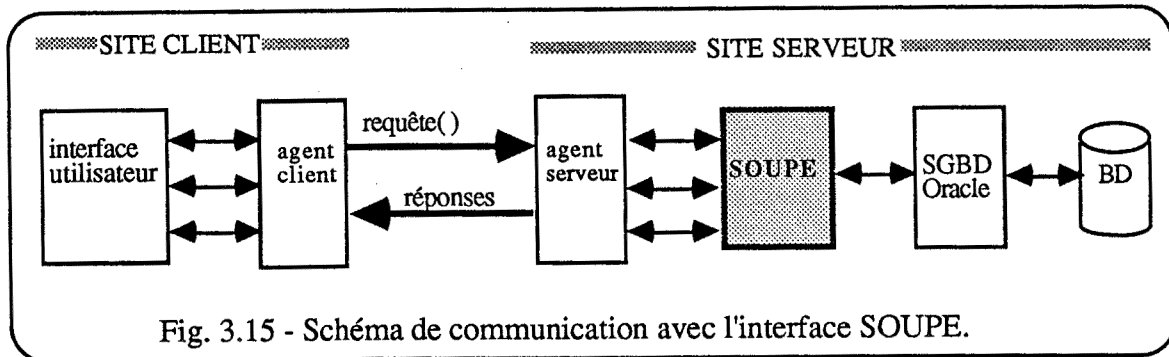 SITE CLIENT
SITE SERVEUR
interface
utilisateur
agent
client
requête( )
réponses
agent
serveur
SOUPE
SGBD
Oracle
BD
Fig. 3.15 - Schéma de communication avec l'interface SOUPE.